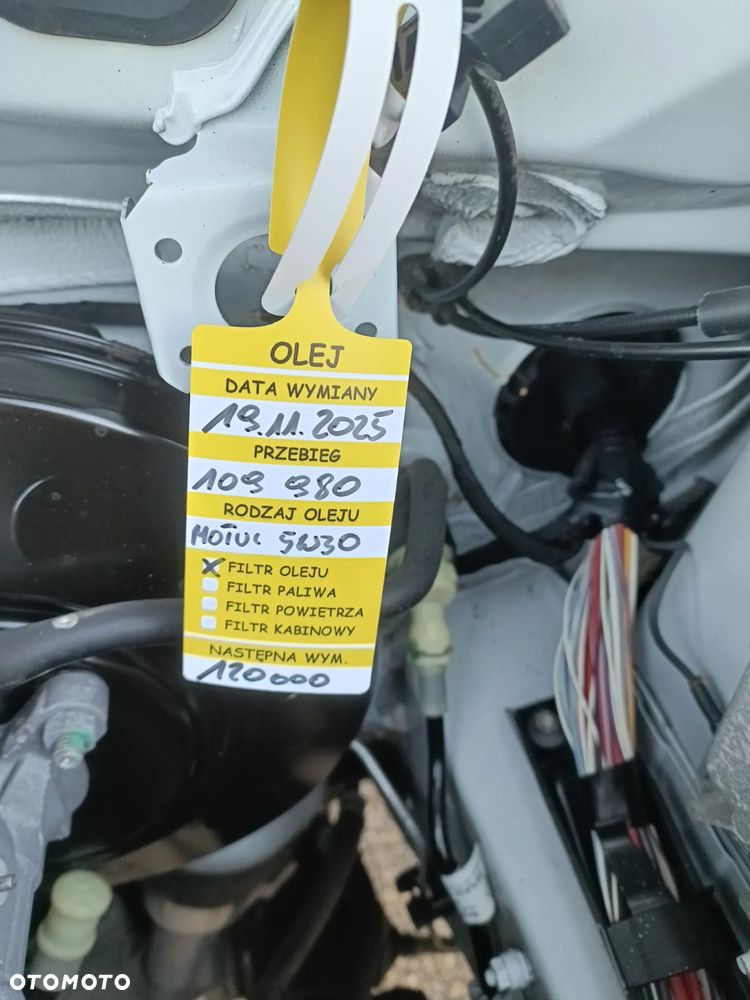 OLEJ
DATA WYMIANY
19.11.2025
PRZEBIEG
109 980
RODZAJ OLEJU
MOTUL 5W30
X FILTR OLEJU
FILTR PALIWA
FILTR POWIETRZA
FILTR KABINOWY
NASTĘPNA WYM.
120000
OTOMOTO